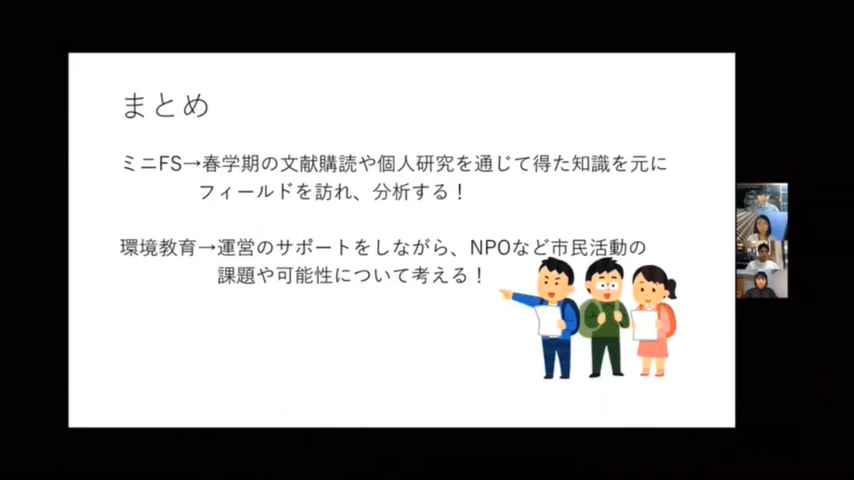 まとめ
ミニFS→春学期の文献購読や個人研究を通じて得た知識を元に
フィールドを訪れ、分析する！
環境教育→運営のサポートをしながら、NPOなど市民活動の
課題や可能性について考える！